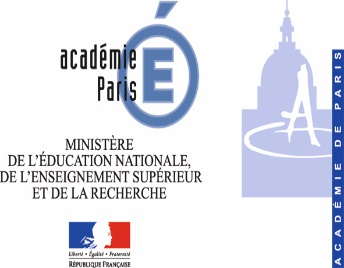 académie
Paris
É
MINISTÈRE
DE L'ÉDUCATION NATIONALE,
DE L'ENSEIGNEMENT SUPÉRIEUR
ET DE LA RECHERCHE
Liberté • Égalité • Fraternité
RÉPUBLIQUE FRANÇAISE
A
ACADÉMIE DE PARIS